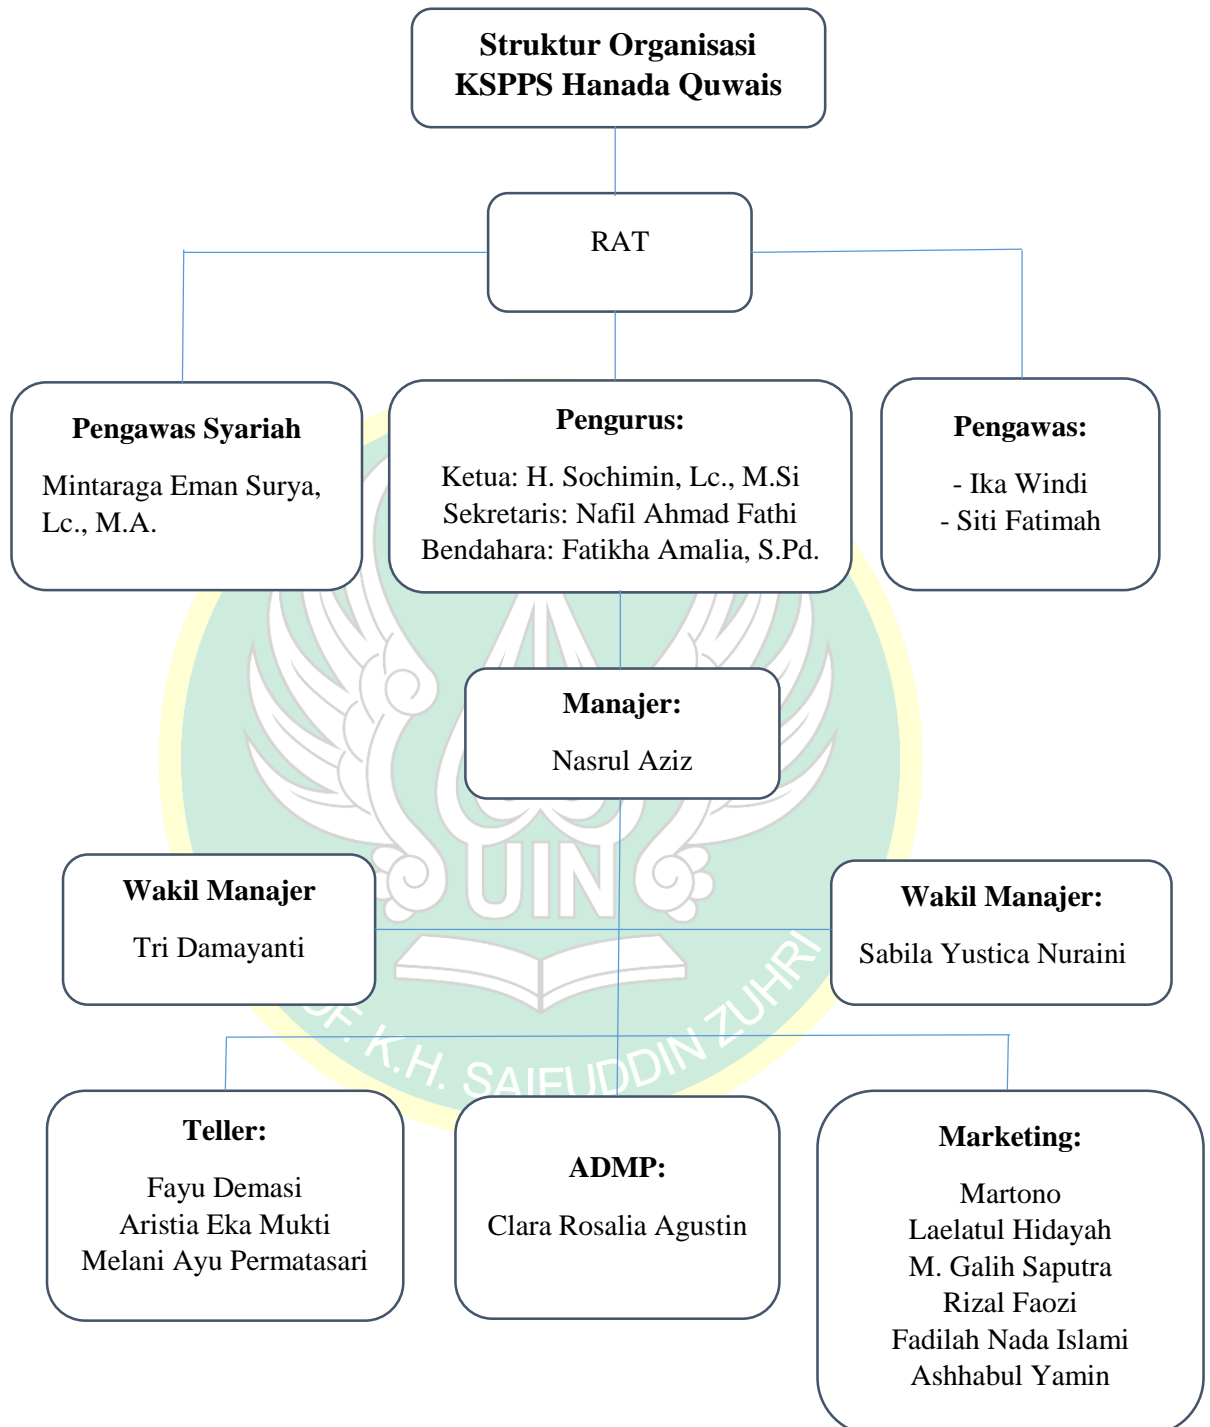 Struktur Organisasi
KSPPS Hanada Quwais
RAT
Pengawas Syariah
Mintaraga Eman Surya,
Lc., M.A.
Pengurus:
Ketua: H. Sochimin, Lc., M.Si
Sekretaris: Nafil Ahmad Fathi
Bendahara: Fatikha Amalia, S.Pd.
Pengawas:
- Ika Windi
- Siti Fatimah
Manajer:
Nasrul Aziz
Wakil Manajer
Tri Damayanti
Wakil Manajer:
Sabila Yustica Nuraini
UIN
K.H. SAIFUDDIN ZUHRI
Teller:
Fayu Demasi
Aristia Eka Mukti
Melani Ayu Permatasari
ADMP:
Clara Rosalia Agustin
Marketing:
Martono
Laelatul Hidayah
M. Galih Saputra
Rizal Faozi
Fadilah Nada Islami
Ashhabul Yamin